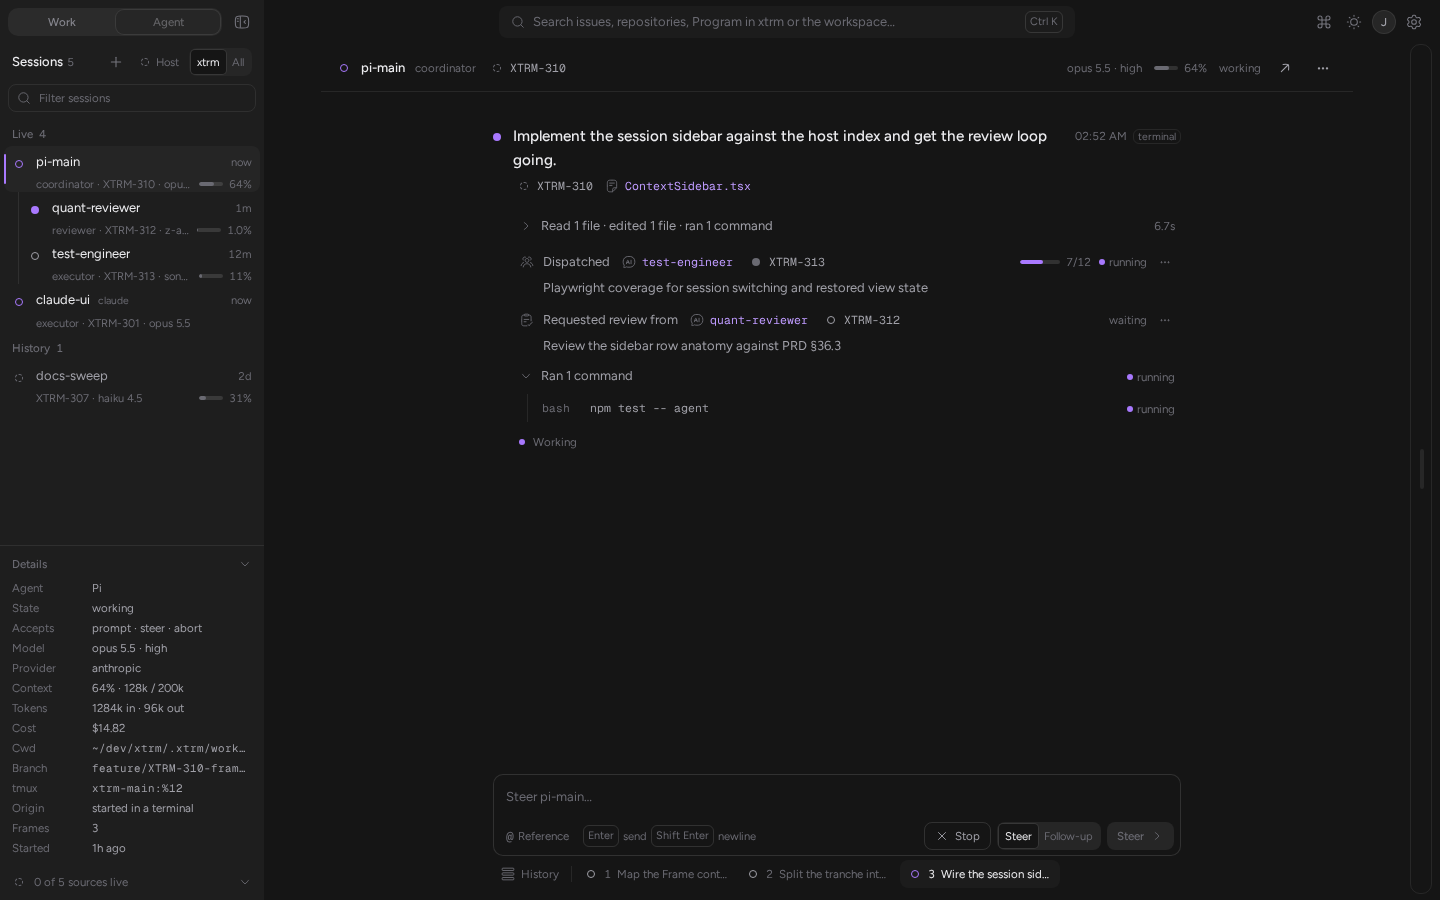 Work
Agent
Search issues, repositories, Program in xtrm or the workspace...
Ctrl K
J
Sessions 5
Host
xtrm
All
Filter sessions
Live 4
pi-main
now
coordinator · XTRM-310 · opu...
64%
quant-reviewer
1m
reviewer · XTRM-312 · z-a...
1.0%
test-engineer
12m
executor · XTRM-313 · son...
11%
claude-ui claude
now
executor · XTRM-301 · opus 5.5
History 1
docs-sweep
2d
XTRM-307 · haiku 4.5
31%
Details
Agent Pi
State working
Accepts prompt · steer · abort
Model opus 5.5 · high
Provider anthropic
Context 64% · 128k / 200k
Tokens 1284k in · 96k out
Cost $14.82
Cwd ~/dev/xtrm/.xtrm/work…
Branch feature/XTRM-310-fram…
tmux xtrm-main:%12
Origin started in a terminal
Frames 3
Started 1h ago
0 of 5 sources live
pi-main coordinator XTRM-310
opus 5.5 · high 64% working
Implement the session sidebar against the host index and get the review loop
going.
02:52 AM terminal
XTRM-310 ContextSidebar.tsx
Read 1 file · edited 1 file · ran 1 command
6.7s
Dispatched AI test-engineer XTRM-313
7/12 running
Playwright coverage for session switching and restored view state
Requested review from AI quant-reviewer XTRM-312
waiting
Review the sidebar row anatomy against PRD §36.3
Ran 1 command
running
bash npm test -- agent
running
Working
Steer pi-main...
@ Reference Enter send Shift Enter newline
Stop
Steer
Follow-up
Steer
History
1 Map the Frame cont...
2 Split the tranche int...
3 Wire the session sid...